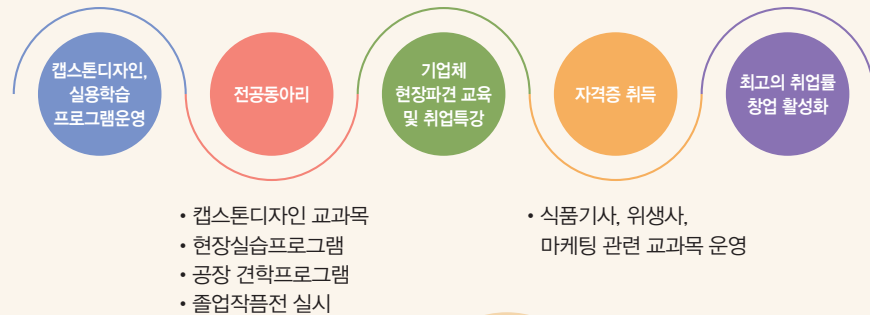 캡스톤디자인,
실용학습
프로그램운영
전공동아리
기업체
현장파견 교육
및 취업특강
자격증 취득
최고의 취업률
창업 활성화
• 캡스톤디자인 교과목
• 현장실습프로그램
• 공장 견학프로그램
• 졸업작픔전 실시
• 식품기사, 위생사,
마케팅 관련 교과목 운영